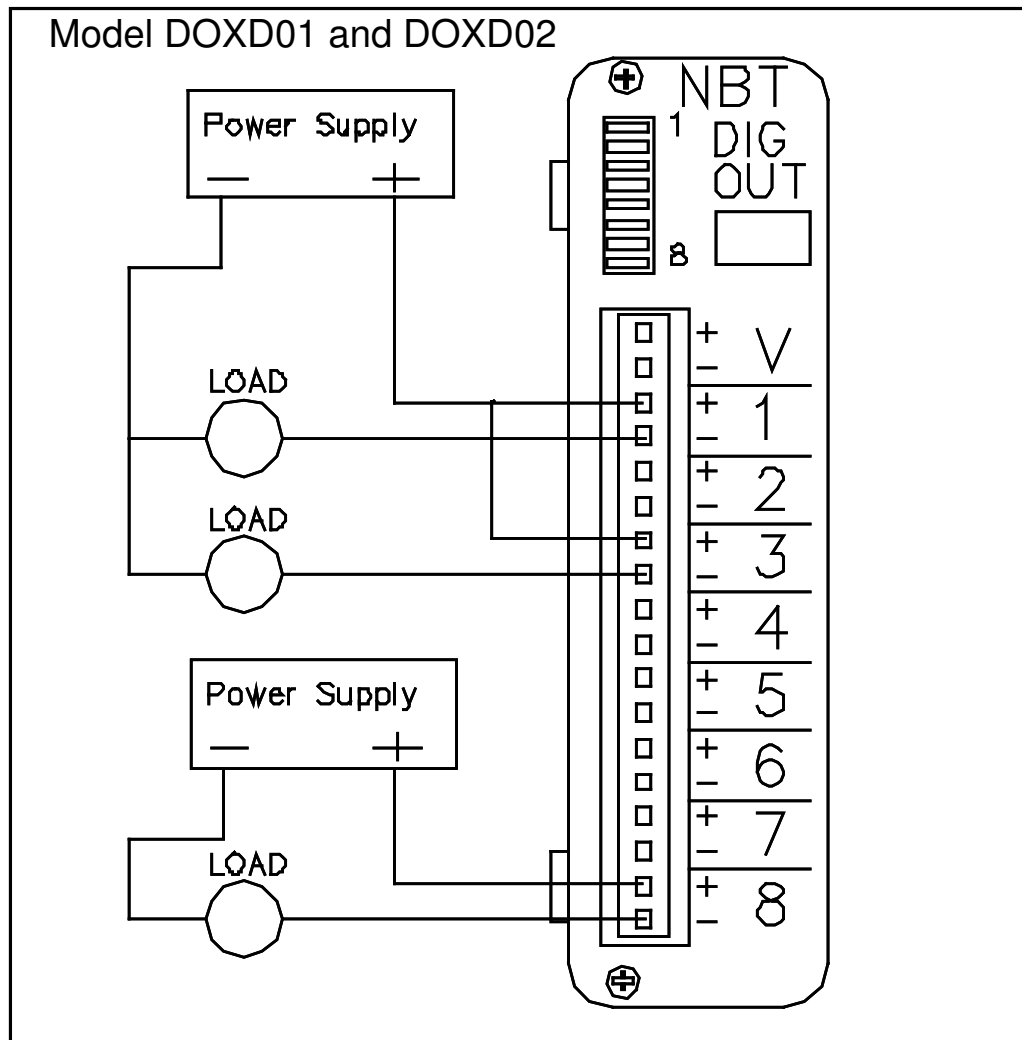 Model DOXD01 and DOXD02
NBT
1
DIG
OUT
8
Power Supply
− +
LOAD
LOAD
Power Supply
− +
LOAD
+
− V
+
− 1
+
− 2
+
− 3
+
− 4
+
− 5
+
− 6
+
− 7
+
− 8